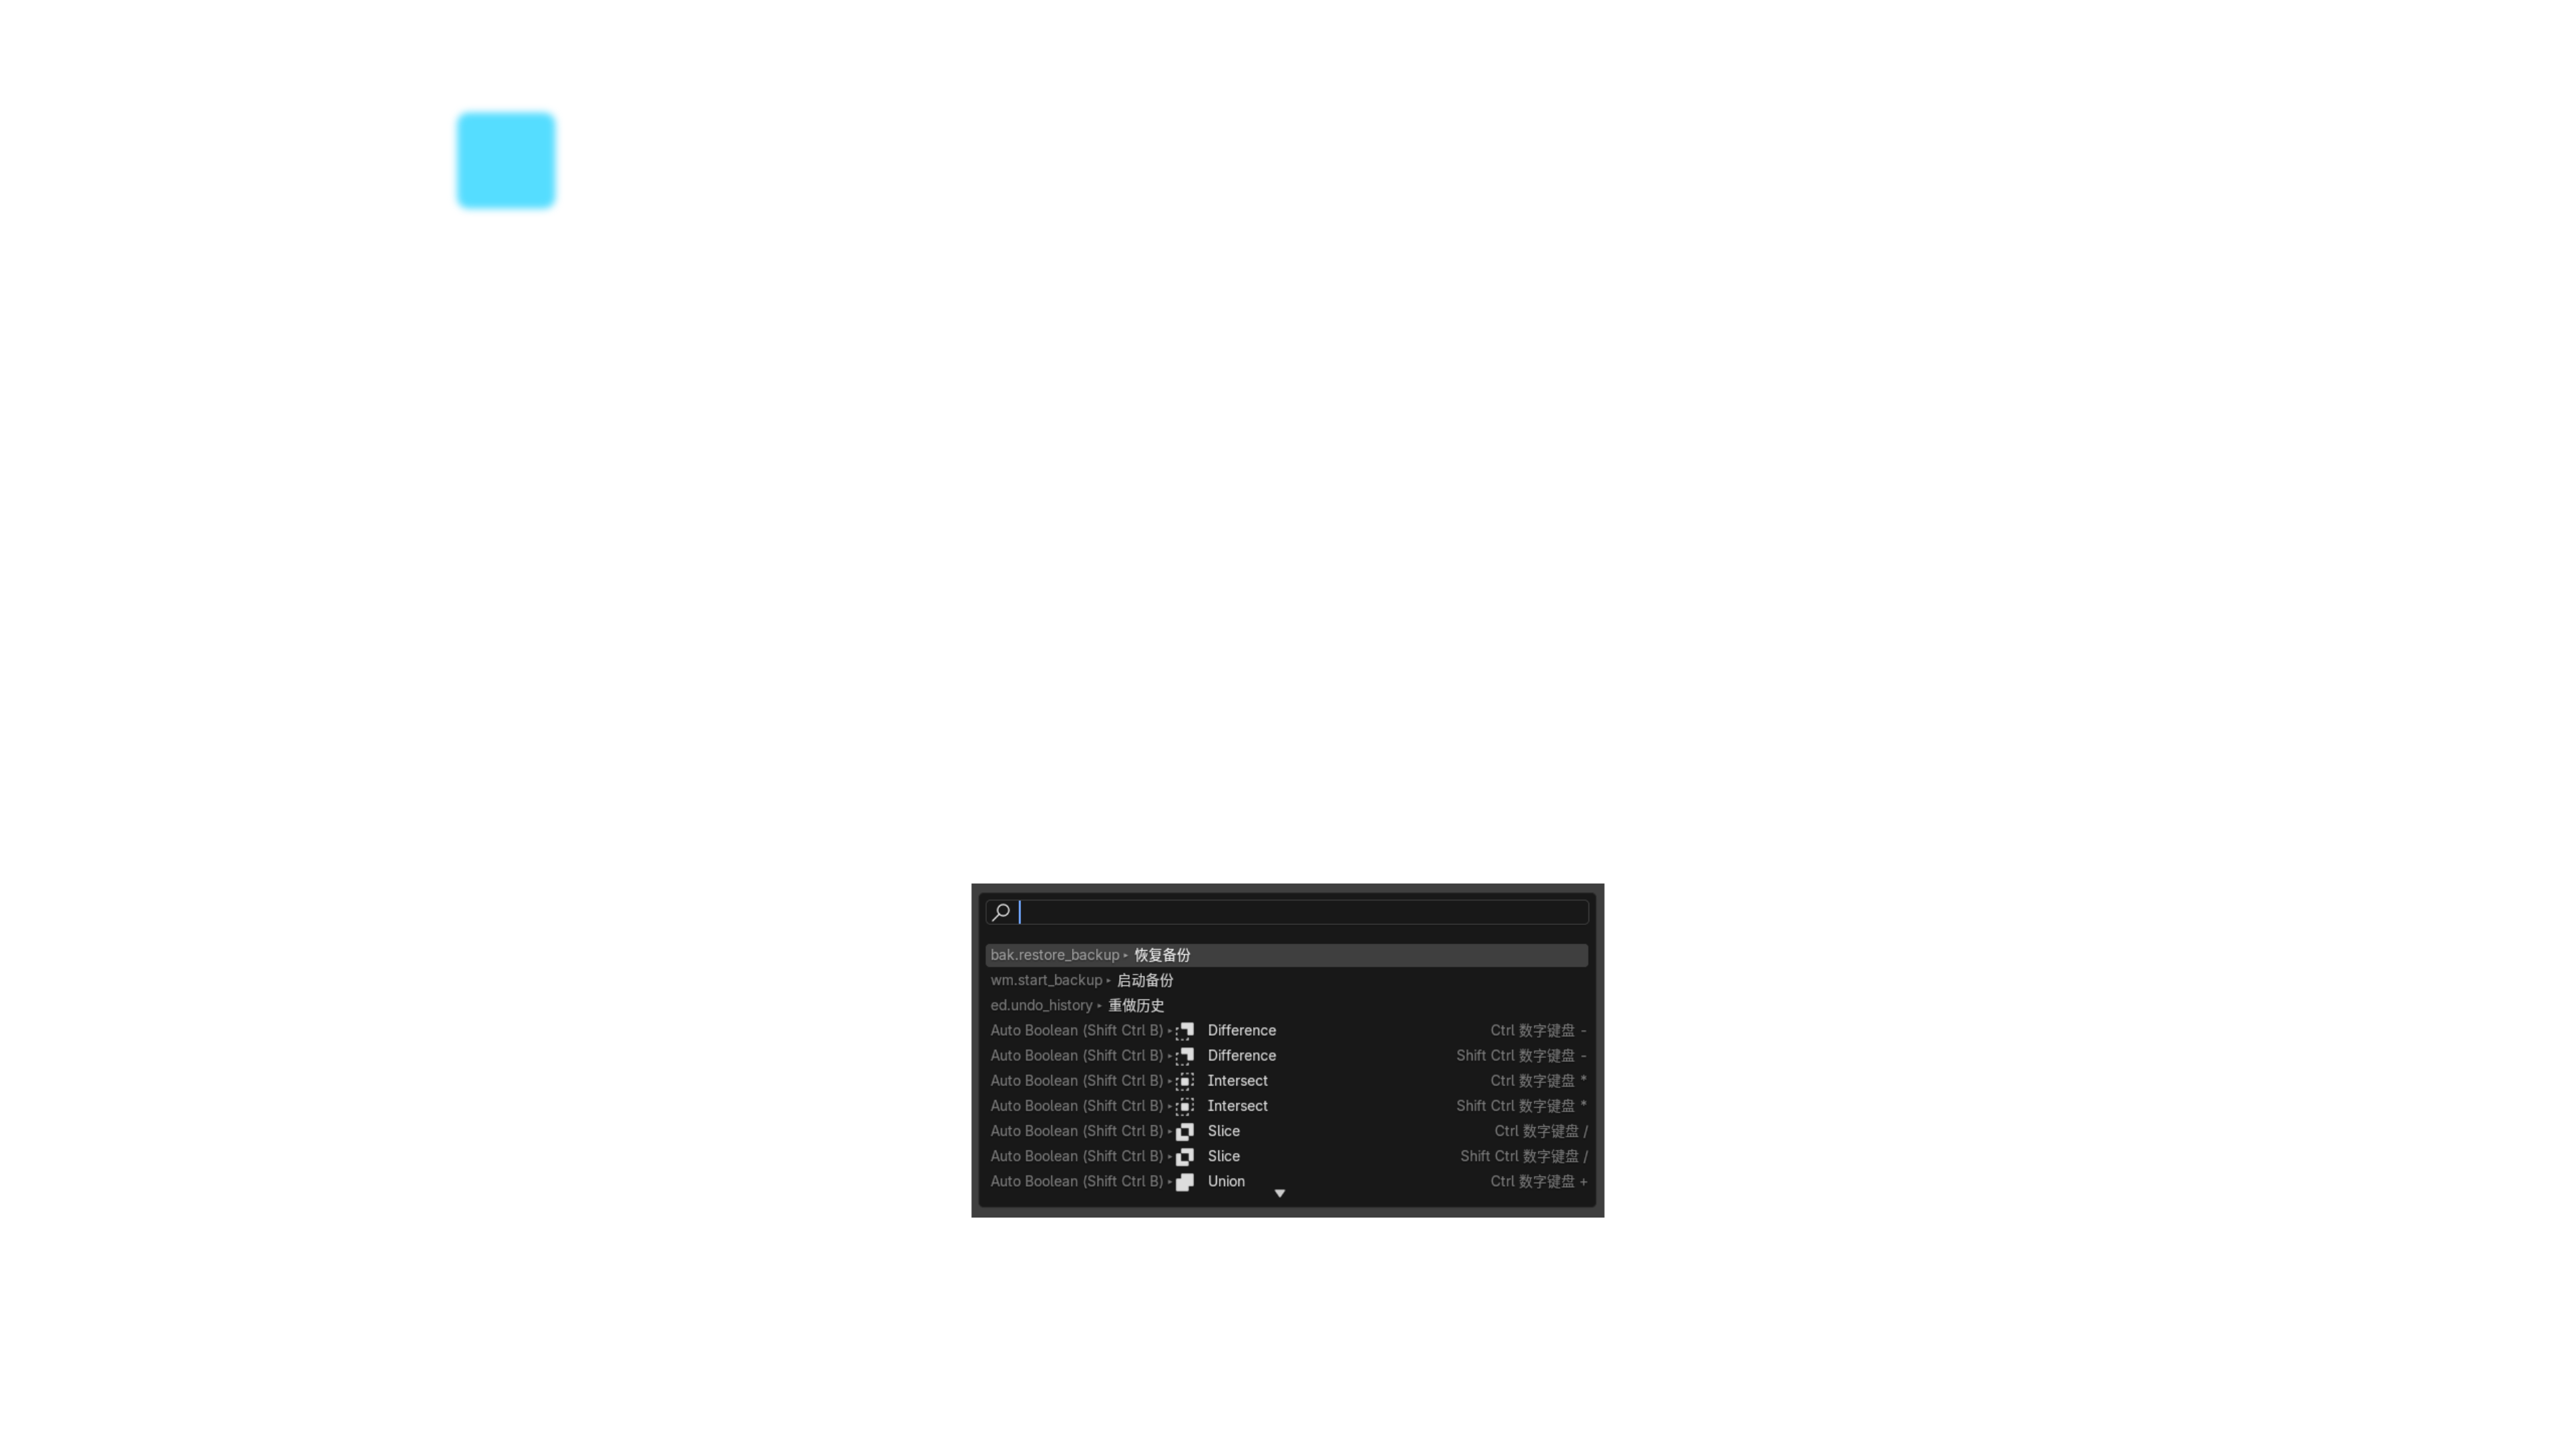 bak.restore_backup ▸ 恢复备份
wm.start_backup ▸ 启动备份
ed.undo_history ▸ 重做历史
Auto Boolean (Shift Ctrl B) ▸ Difference Ctrl 数字键盘 -
Auto Boolean (Shift Ctrl B) ▸ Difference Shift Ctrl 数字键盘 -
Auto Boolean (Shift Ctrl B) ▸ Intersect Ctrl 数字键盘 *
Auto Boolean (Shift Ctrl B) ▸ Intersect Shift Ctrl 数字键盘 *
Auto Boolean (Shift Ctrl B) ▸ Slice Ctrl 数字键盘 /
Auto Boolean (Shift Ctrl B) ▸ Slice Shift Ctrl 数字键盘 /
Auto Boolean (Shift Ctrl B) ▸ Union Ctrl 数字键盘 +